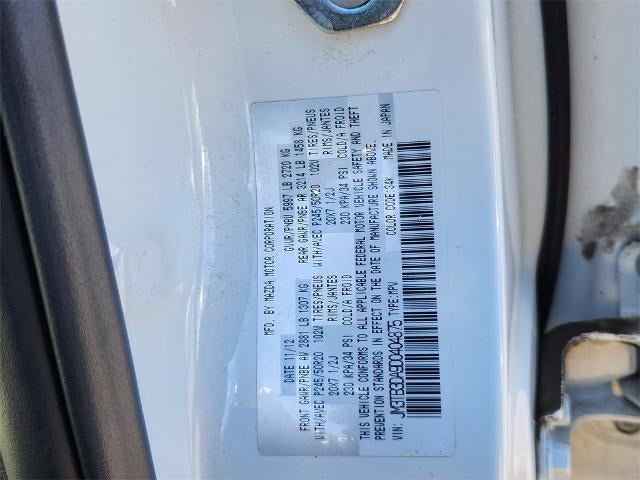 MFD. BY MAZDA MOTOR CORPORATION
DATE 11/12 GVWR/PNBV 5997 LB 2720 KG
FRONT GAWR/PNBE AV 2881 LB 1307 KG REAR GAWR/PNBE AR 3214 LB 1458 KG
WITH/AVEC P245/50R20 102V TIRES/PNEUS WITH/AVEC P245/50R20 102V TIRES/PNEUS
20X7 1/2J RIMS/JANTES 20X7 1/2J RIMS/JANTES
230 KPA/34 PSI COLD/A FROID 230 KPA/34 PSI COLD/A FROID
THIS VEHICLE CONFORMS TO ALL APPLICABLE FEDERAL MOTOR VEHICLE SAFETY AND THEFT
PREVENTION STANDARDS IN EFFECT ON THE DATE OF MANUFACTURE SHOWN ABOVE.
VIN: JM3TB3DA9D0404875 TYPE:MPV COLOR CODE:34K MADE IN JAPAN